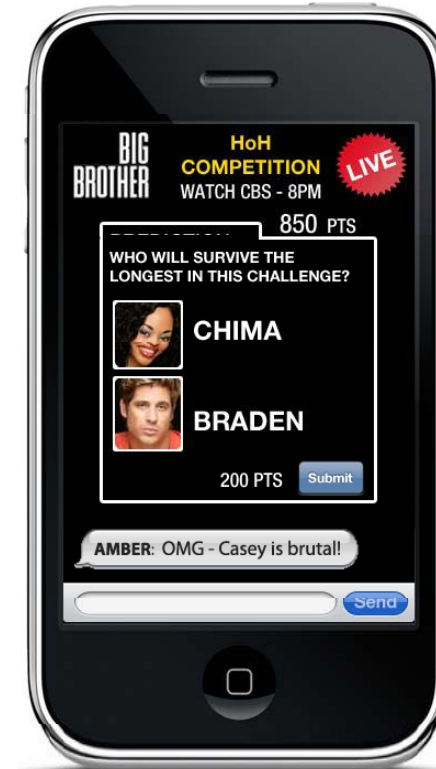 BIG
BROTHER
HoH
COMPETITION
WATCH CBS - 8PM
LIVE
850 PTS
WHO WILL SURVIVE THE
LONGEST IN THIS CHALLENGE?
CHIMA
BRADEN
200 PTS
Submit
AMBER: OMG - Casey is brutal!
Send